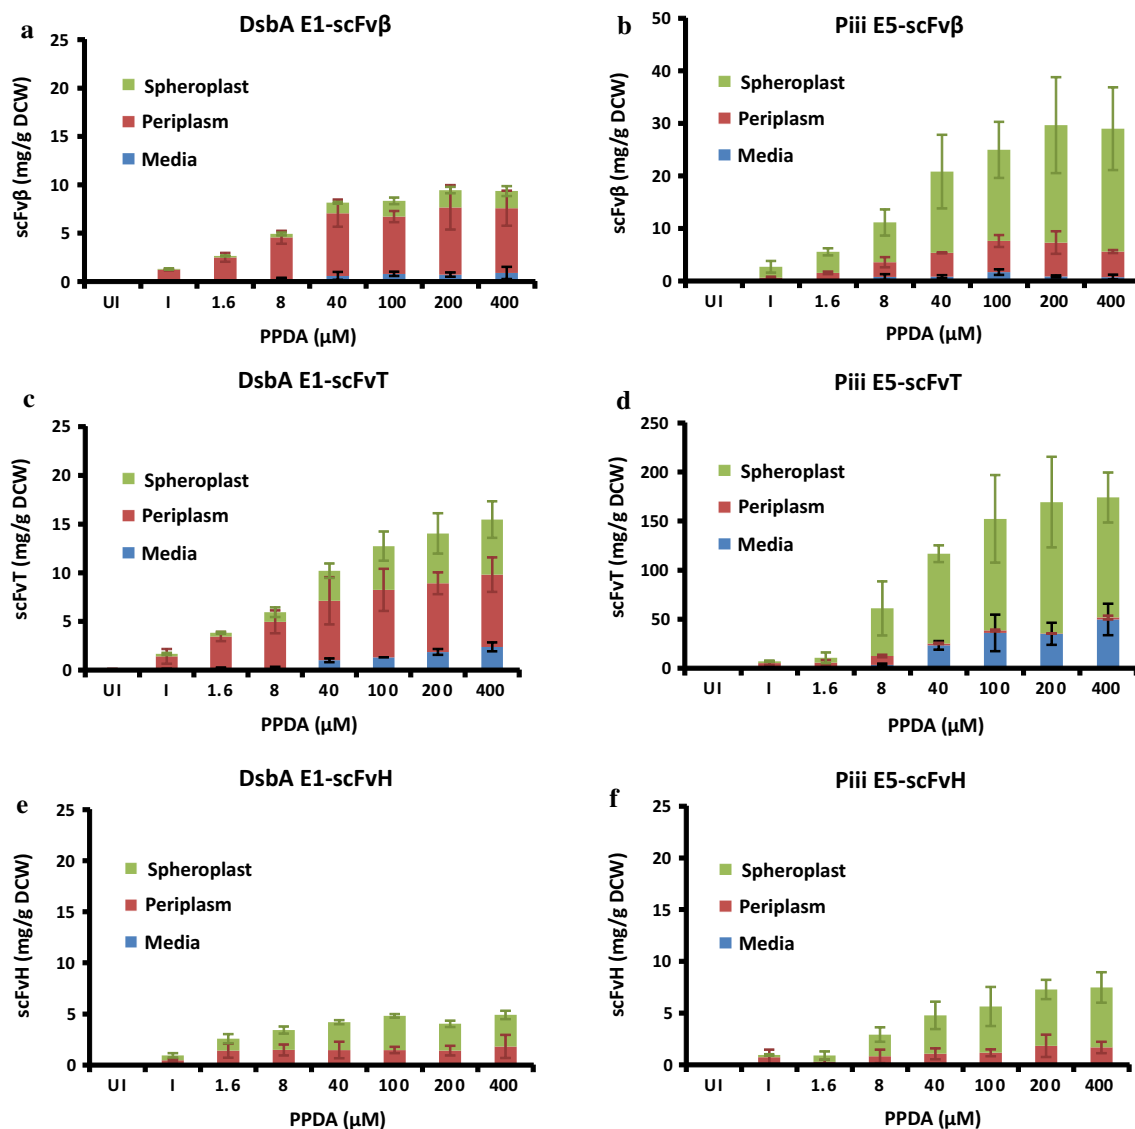 a
DsbA E1-scFvβ
25
20
15
10
5
0
scFvβ (mg/g DCW)
Spheroplast
Periplasm
Media
UI I 1.6 8 40 100 200 400
PPDA (µM)
b
Piii E5-scFvβ
50
40
30
20
10
0
scFvβ (mg/g DCW)
Spheroplast
Periplasm
Media
UI I 1.6 8 40 100 200 400
PPDA (µM)
c
DsbA E1-scFvT
25
20
15
10
5
0
scFvT (mg/g DCW)
Spheroplast
Periplasm
Media
UI I 1.6 8 40 100 200 400
PPDA (µM)
d
Piii E5-scFvT
250
200
150
100
50
0
scFvT (mg/g DCW)
Spheroplast
Periplasm
Media
UI I 1.6 8 40 100 200 400
PPDA (µM)
e
DsbA E1-scFvH
25
20
15
10
5
0
scFvH (mg/g DCW)
Spheroplast
Periplasm
Media
UI I 1.6 8 40 100 200 400
PPDA (µM)
f
Piii E5-scFvH
25
20
15
10
5
0
scFvH (mg/g DCW)
Spheroplast
Periplasm
Media
UI I 1.6 8 40 100 200 400
PPDA (µM)